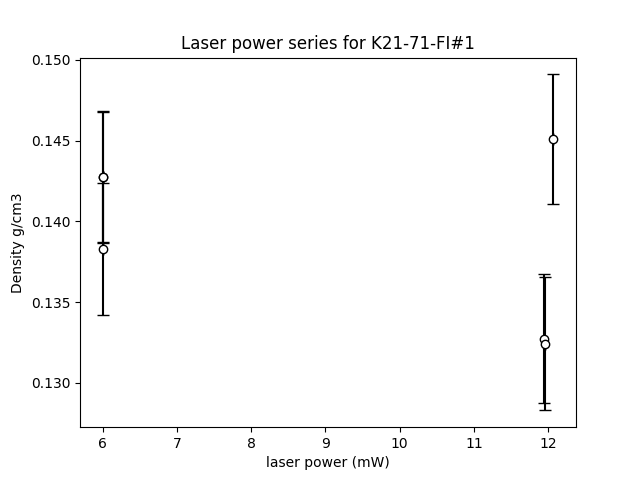 Laser power series for K21-71-FI#1
0.150
0.145
0.140
0.135
0.130
Density g/cm3
6 7 8 9 10 11 12
laser power (mW)